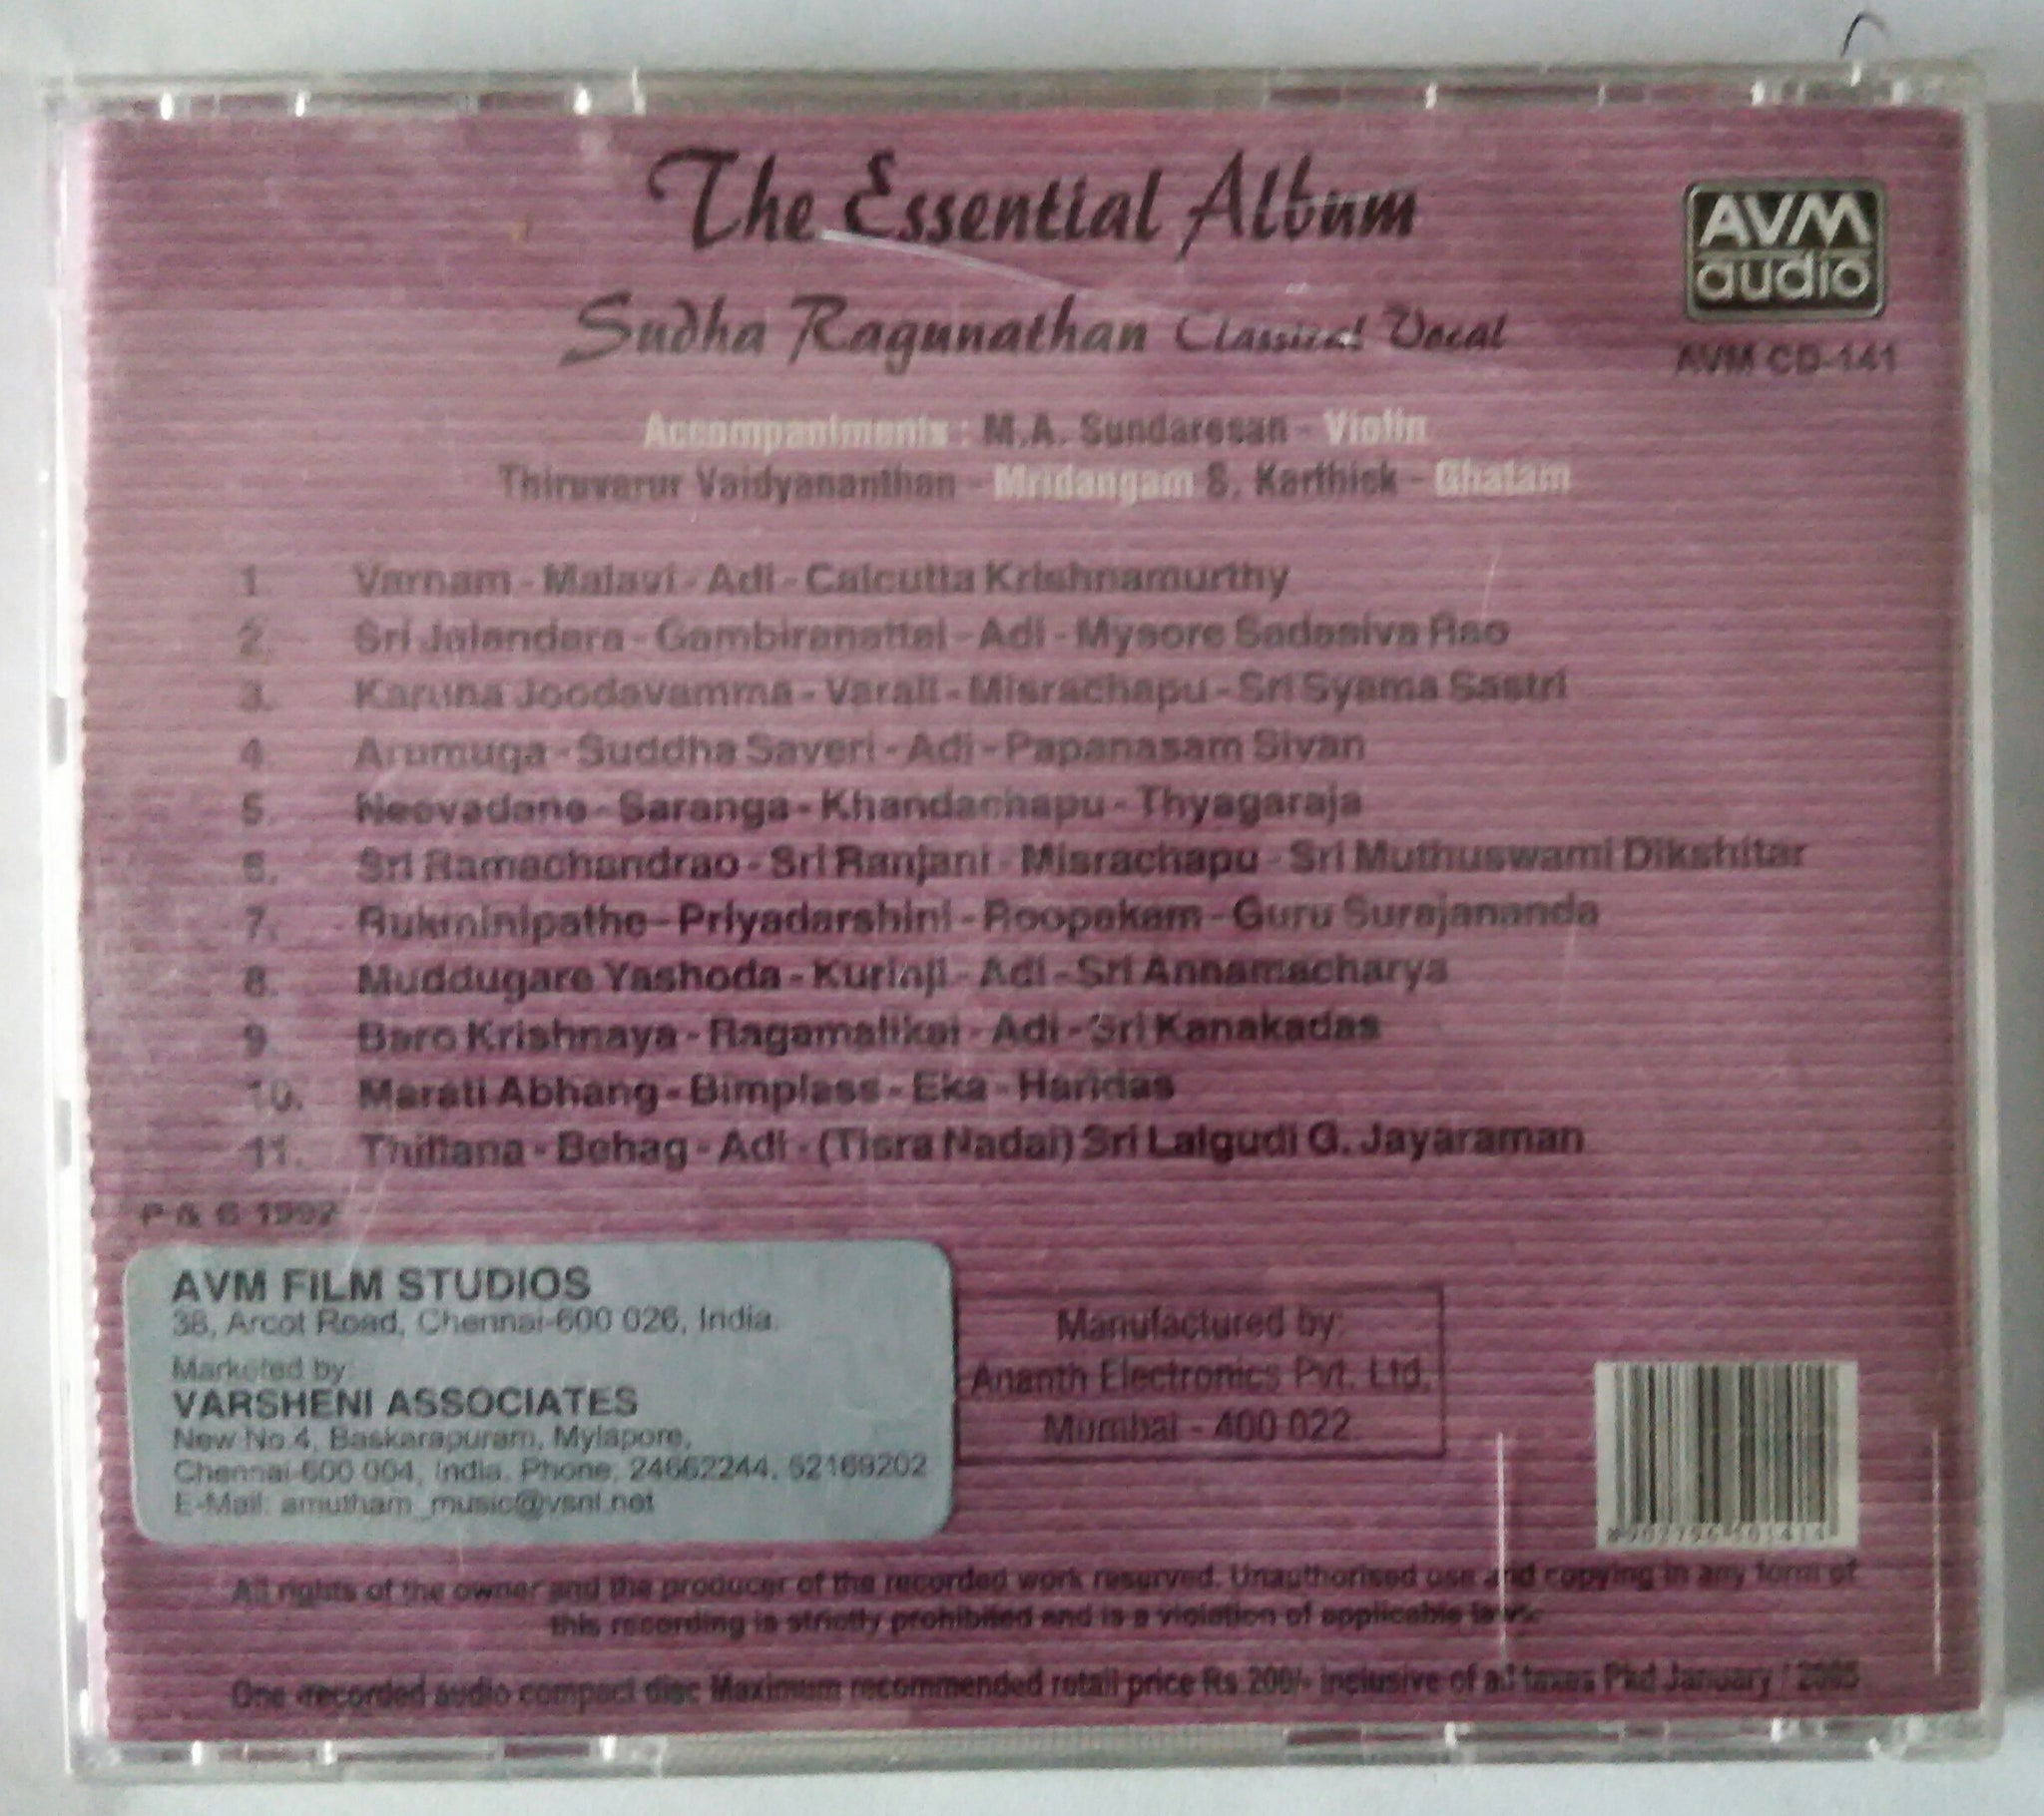 The Essential Album
AVM
audio
Sudha Ragunathan Classical Vocal
AVM CD-141
Accompaniments : M.A. Sundaresan - Violin
Thiruvarur Vaidyananthan - Mridangam S. Karthick - Ghatam
1. Varnam - Malavi - Adi - Calcutta Krishnamurthy
2. Sri Jalandara - Gambiranattai - Adi - Mysore Sadasiva Rao
3. Karuna Joodavamma - Varali - Misrachapu - Sri Syama Sastri
4. Arumuga - Suddha Saveri - Adi - Papanasam Sivan
5. Neevadane - Saranga - Khandachapu - Thyagaraja
6. Sri Ramachandrao - Sri Ranjani - Misrachapu - Sri Muthuswami Dikshitar
7. Rukminipathe - Priyadarshini - Roopakam - Guru Surajananda
8. Muddugare Yashoda - Kurinji - Adi - Sri Annamacharya
9. Baro Krishnaya - Ragamalikai - Adi - Sri Kanakadas
10. Marati Abhang - Bimplass - Eka - Haridas
11. Thillana - Behag - Adi - (Tisra Nadai) Sri Lalgudi G. Jayaraman
P & C
AVM FILM STUDIOS
38, Arcot Road, Chennai-600 026, India.
Marketed by:
VARSHENI ASSOCIATES
New No.4, Baskarapuram, Mylapore,
Chennai-600 004, India. Phone: 24662244, 52169202
E-Mail: amutham_music@vsnl.net
Manufactured by:
Ananth Electronics Pvt. Ltd.
Mumbai - 400 022.
All rights of the owner and the producer of the recorded work reserved. Unauthorised use and copying in any form of
this recording is strictly prohibited and is a violation of applicable laws.
One recorded audio compact disc Maximum recommended retail price Rs 200/- inclusive of all taxes Pkd January / 2005